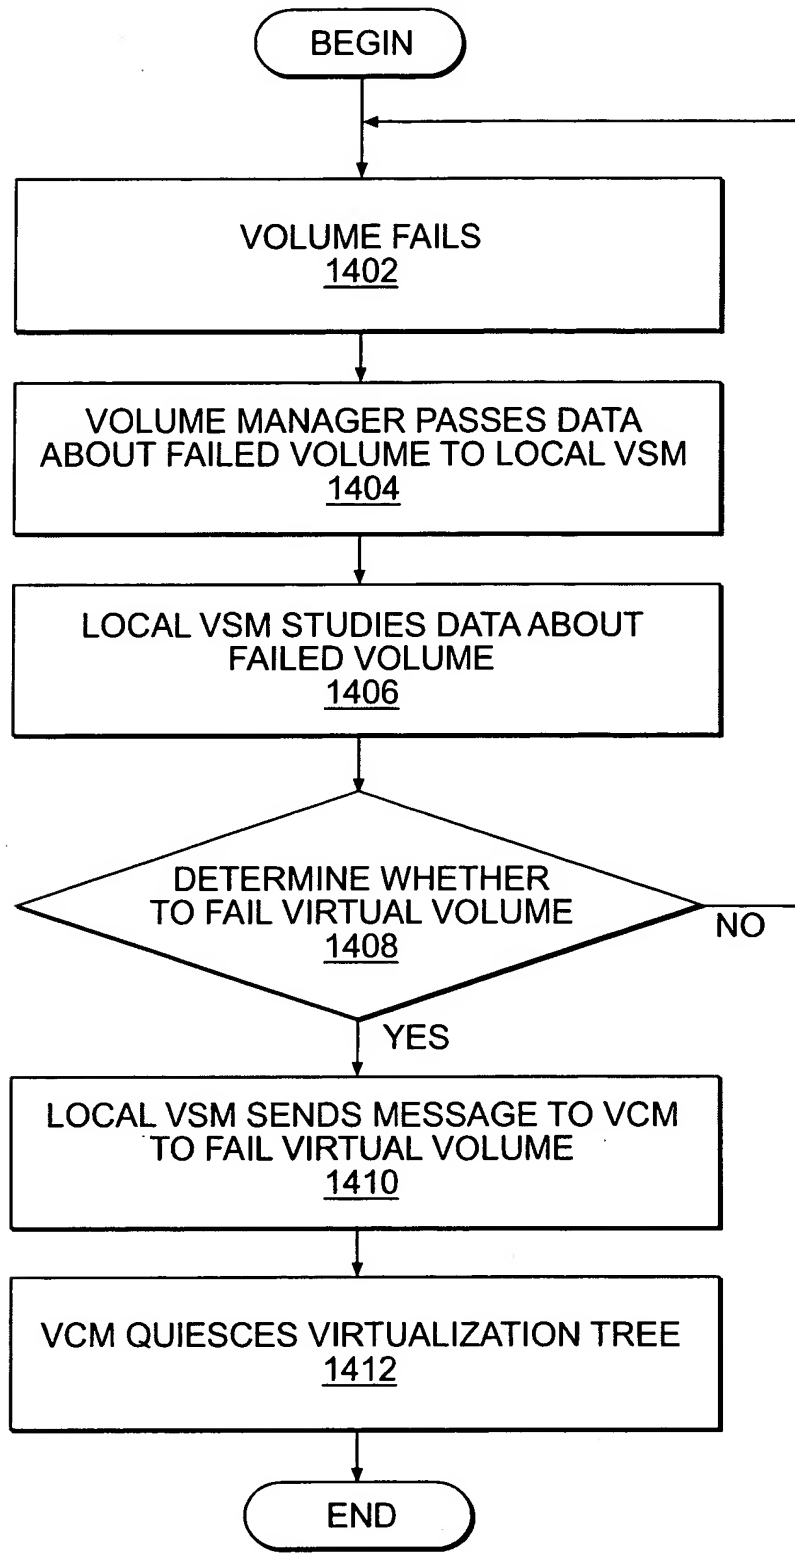 BEGIN
VOLUME FAILS
1402
VOLUME MANAGER PASSES DATA
ABOUT FAILED VOLUME TO LOCAL VSM
1404
LOCAL VSM STUDIES DATA ABOUT
FAILED VOLUME
1406
DETERMINE WHETHER
TO FAIL VIRTUAL VOLUME
1408
NO
YES
LOCAL VSM SENDS MESSAGE TO VCM
TO FAIL VIRTUAL VOLUME
1410
VCM QUIESCES VIRTUALIZATION TREE
1412
END